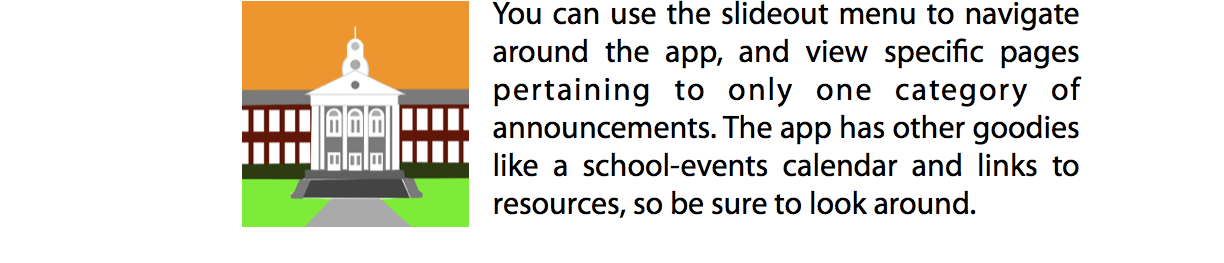 You can use the slideout menu to navigate
around the app, and view specific pages
pertaining to only one category of
announcements. The app has other goodies
like a school-events calendar and links to
resources, so be sure to look around.